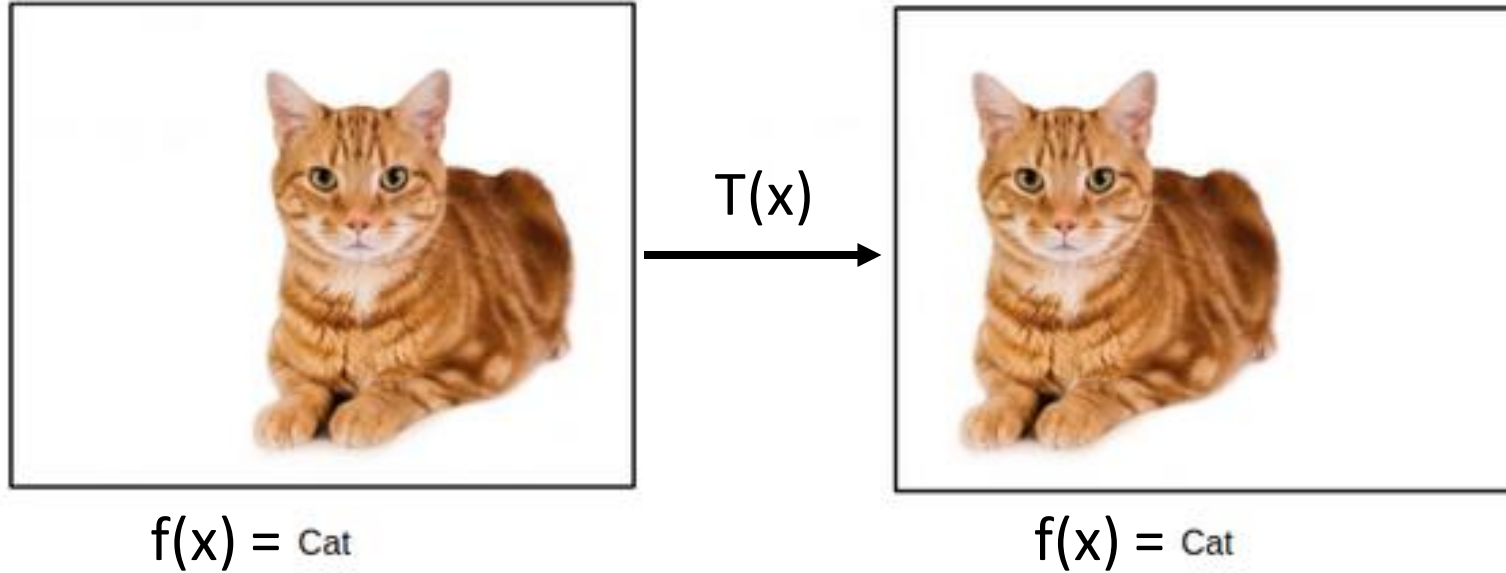 T(x)
f(x) = Cat
f(x) = Cat